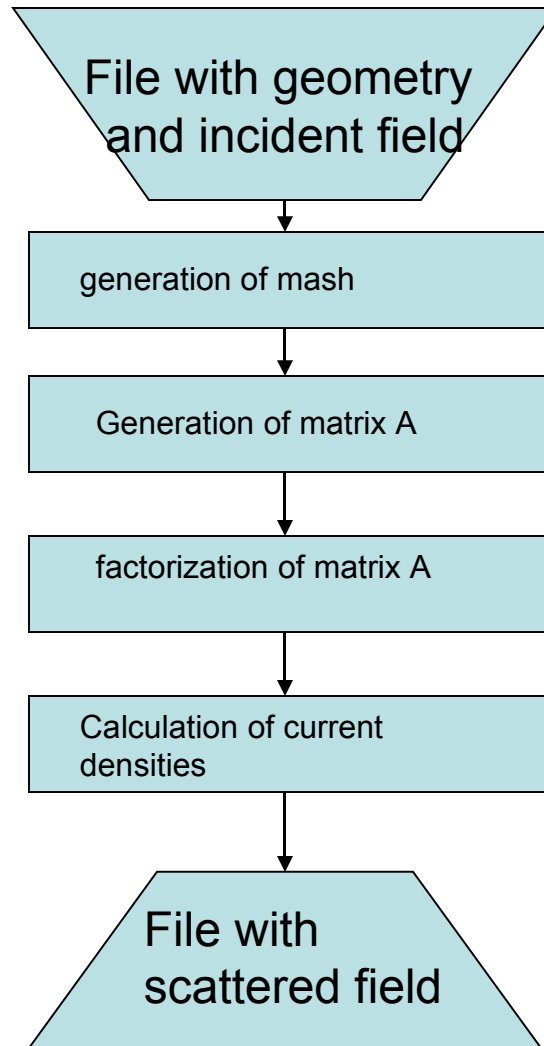 File with geometry
and incident field
generation of mash
Generation of matrix A
factorization of matrix A
Calculation of current
densities
File with
scattered field